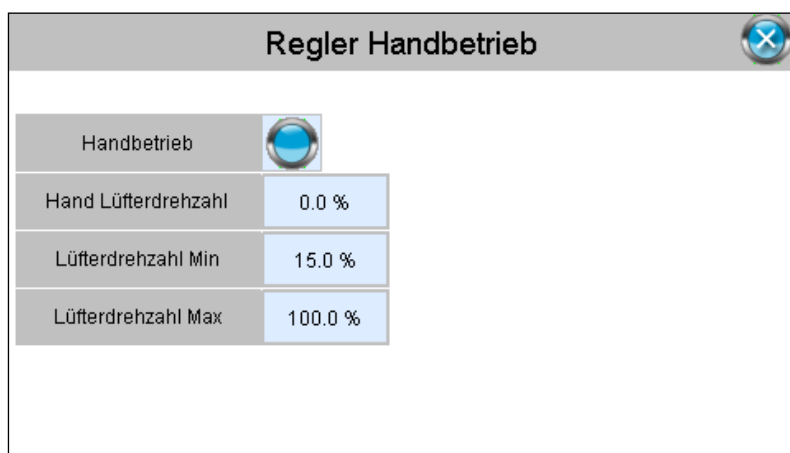 Regler Handbetrieb
Handbetrieb
Hand Lüfterdrehzahl 0.0 %
Lüfterdrehzahl Min 15.0 %
Lüfterdrehzahl Max 100.0 %